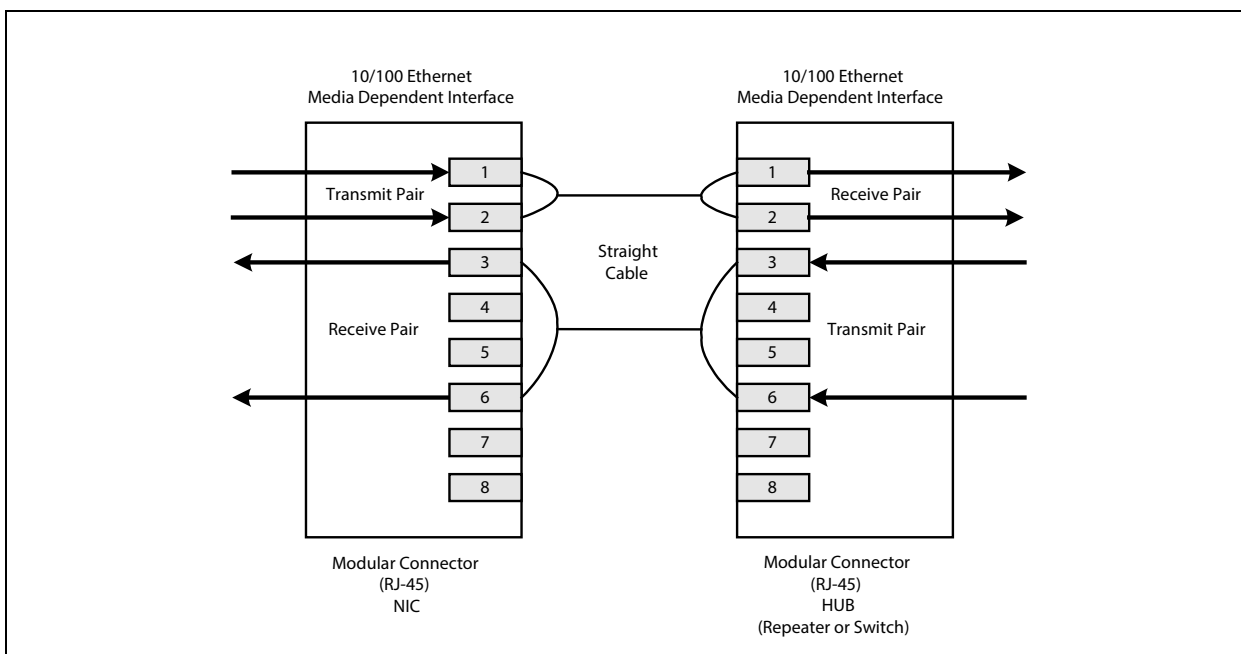 10/100 Ethernet
Media Dependent Interface
10/100 Ethernet
Media Dependent Interface
1
Transmit Pair
2
3
4
Receive Pair
5
6
7
8
Straight
Cable
1
Receive Pair
2
3
4
Transmit Pair
5
6
7
8
Modular Connector
(RJ-45)
NIC
Modular Connector
(RJ-45)
HUB
(Repeater or Switch)